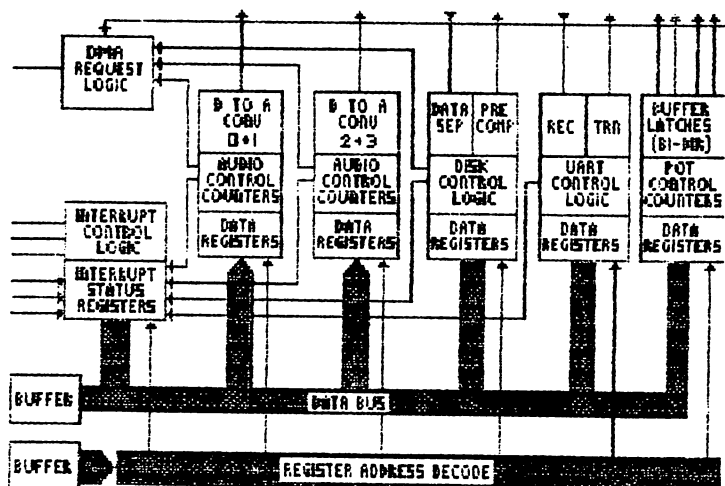 DMA
REQUEST
LOGIC
D TO A
CONV
0+1
AUDIO
CONTROL
COUNTERS
DATA
REGISTERS
D TO A
CONV
2+3
AUDIO
CONTROL
COUNTERS
DATA
REGISTERS
DATA
SEP
PRE
COMP
DISK
CONTROL
LOGIC
DATA
REGISTERS
REC
TRN
UART
CONTROL
LOGIC
DATA
REGISTERS
BUFFER
LATCHES
(BI-DIR)
POT
CONTROL
COUNTERS
DATA
REGISTERS
INTERRUPT
CONTROL
LOGIC
INTERRUPT
STATUS
REGISTERS
BUFFER
DATA BUS
BUFFER
REGISTER ADDRESS DECODE